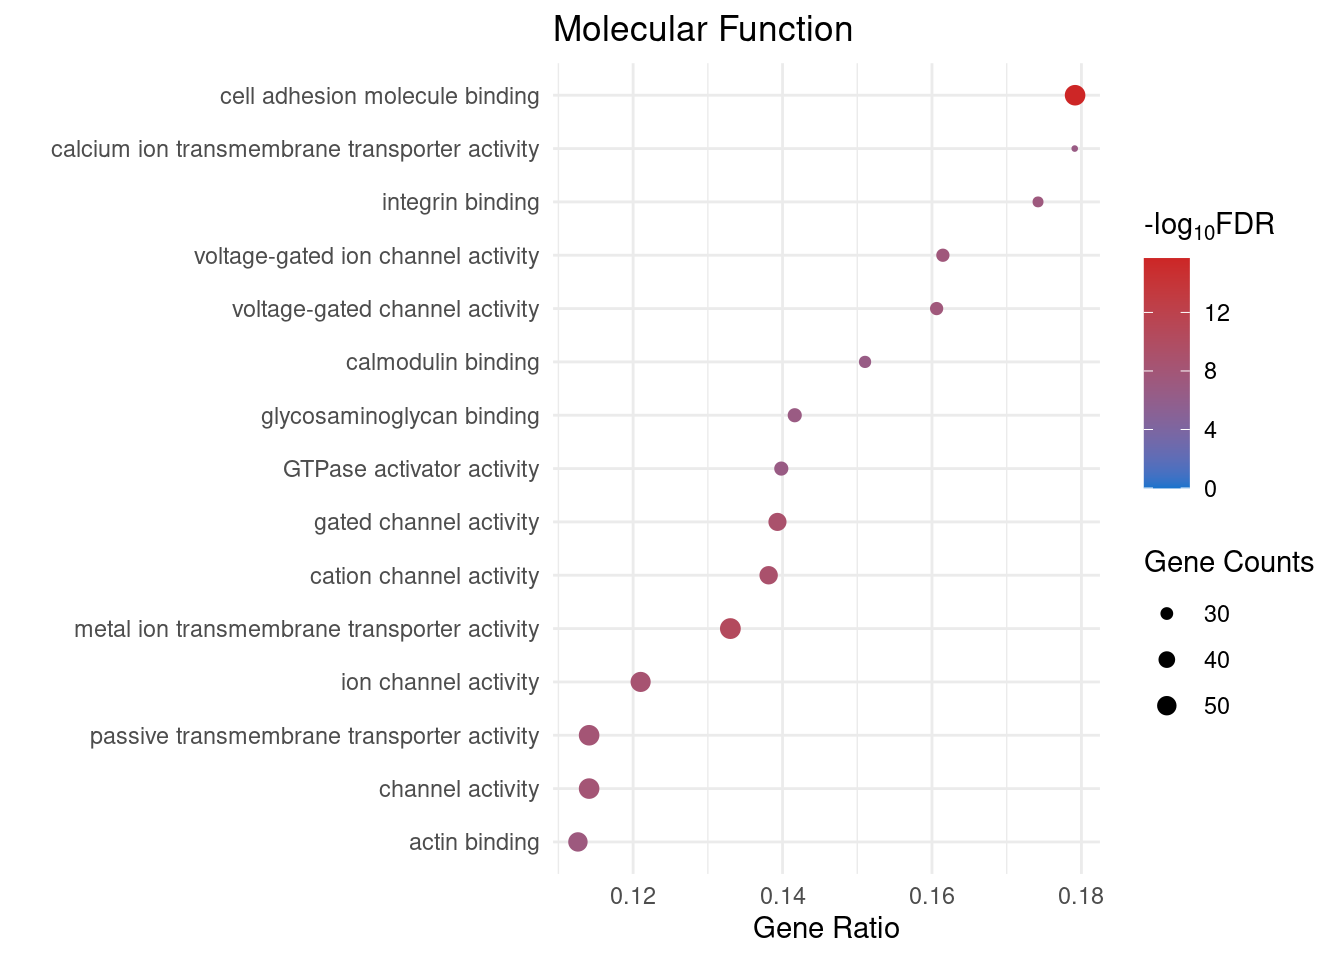 Molecular Function
cell adhesion molecule binding
calcium ion transmembrane transporter activity
integrin binding
voltage-gated ion channel activity
voltage-gated channel activity
calmodulin binding
glycosaminoglycan binding
GTPase activator activity
gated channel activity
cation channel activity
metal ion transmembrane transporter activity
ion channel activity
passive transmembrane transporter activity
channel activity
actin binding
0.12 0.14 0.16 0.18
Gene Ratio
-log₁₀FDR
12
8
4
0
Gene Counts
30
40
50